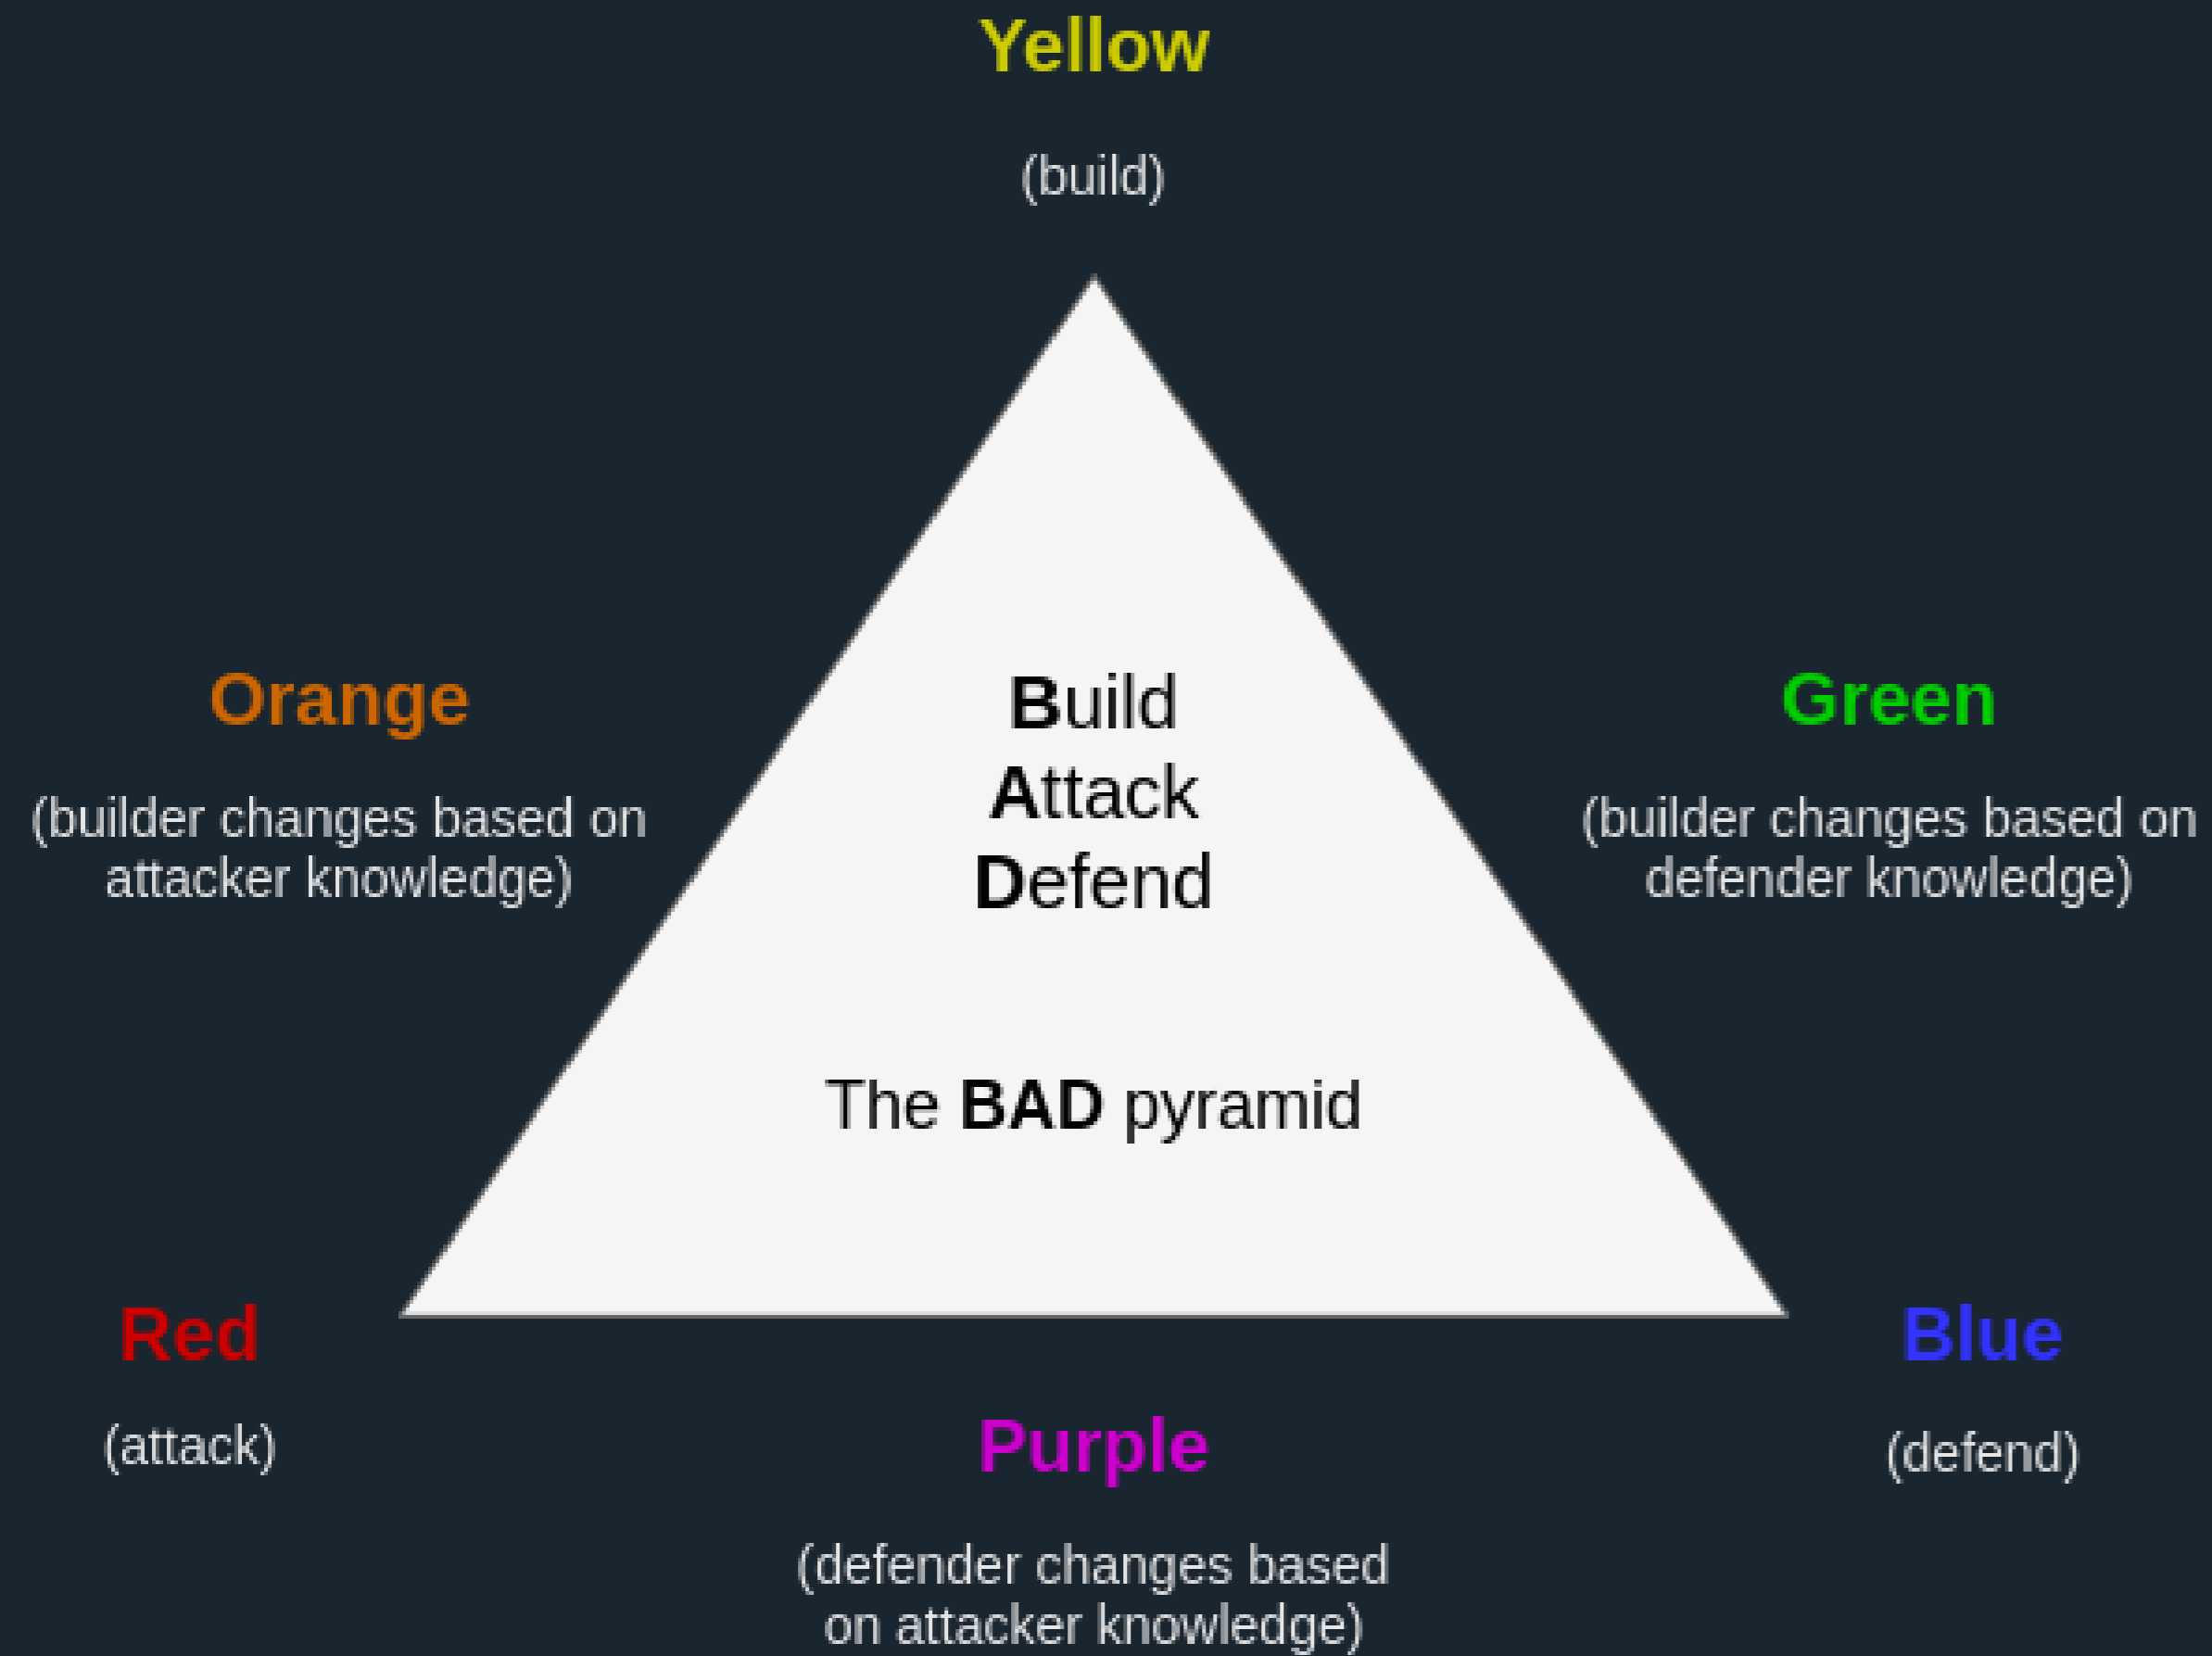 Yellow
(build)
Orange
(builder changes based on
attacker knowledge)
Build
Attack
Defend
The BAD pyramid
Green
(builder changes based on
defender knowledge)
Red
(attack)
Purple
(defender changes based
on attacker knowledge)
Blue
(defend)